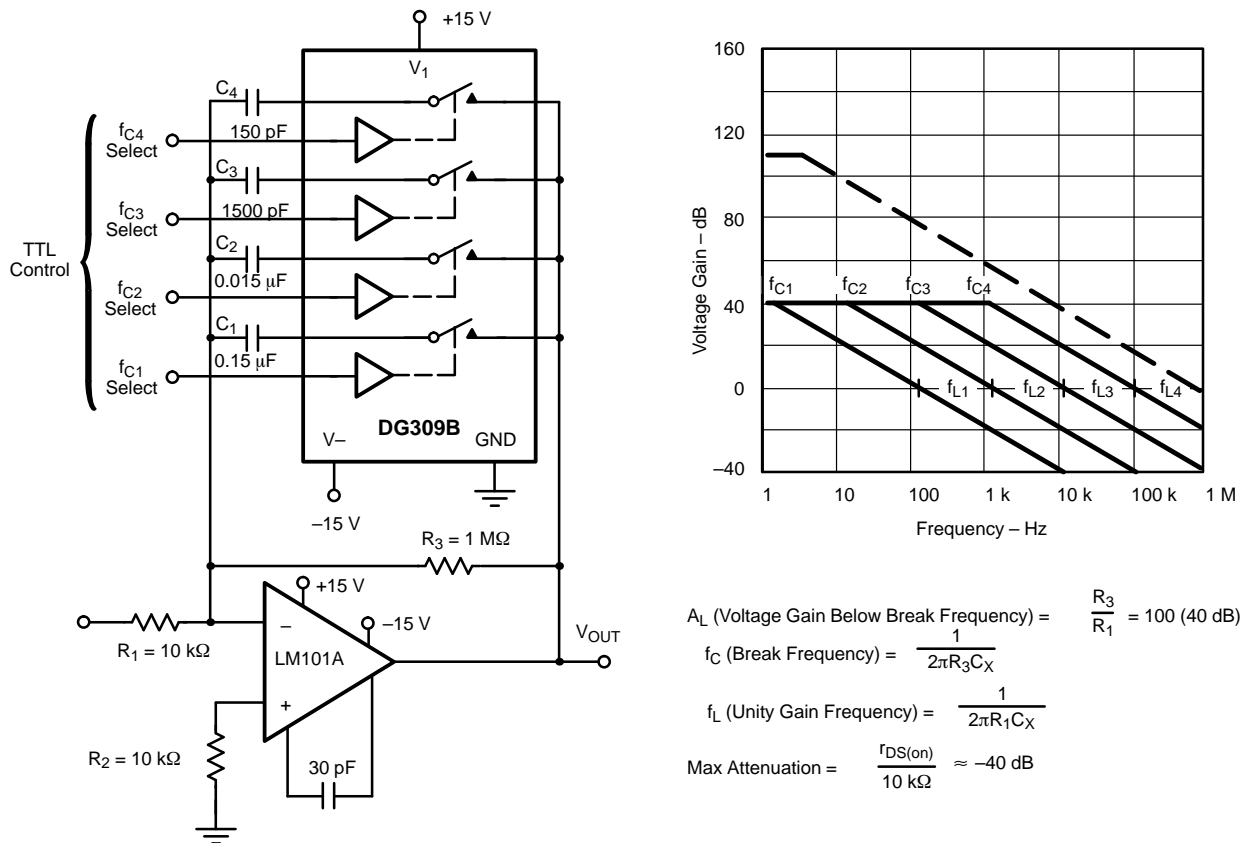 +15 V
V1
C4
150 pF
fC4
Select
C3
1500 pF
fC3
Select
TTL
Control
C2
0.015 μF
fC2
Select
C1
0.15 μF
fC1
Select
V–
DG309B
GND
–15 V
R3 = 1 MΩ
+15 V
–15 V
R1 = 10 kΩ
–
LM101A
+
VOUT
R2 = 10 kΩ
30 pF
Voltage Gain – dB
160
120
80
40
0
–40
fC1 fC2 fC3 fC4
fL1 fL2 fL3 fL4
1 10 100 1 k 10 k 100 k 1 M
Frequency – Hz
AL (Voltage Gain Below Break Frequency) = R3 / R1 = 100 (40 dB)
fC (Break Frequency) = 1 / 2πR3CX
fL (Unity Gain Frequency) = 1 / 2πR1CX
Max Attenuation = rDS(on) / 10 kΩ ≈ –40 dB